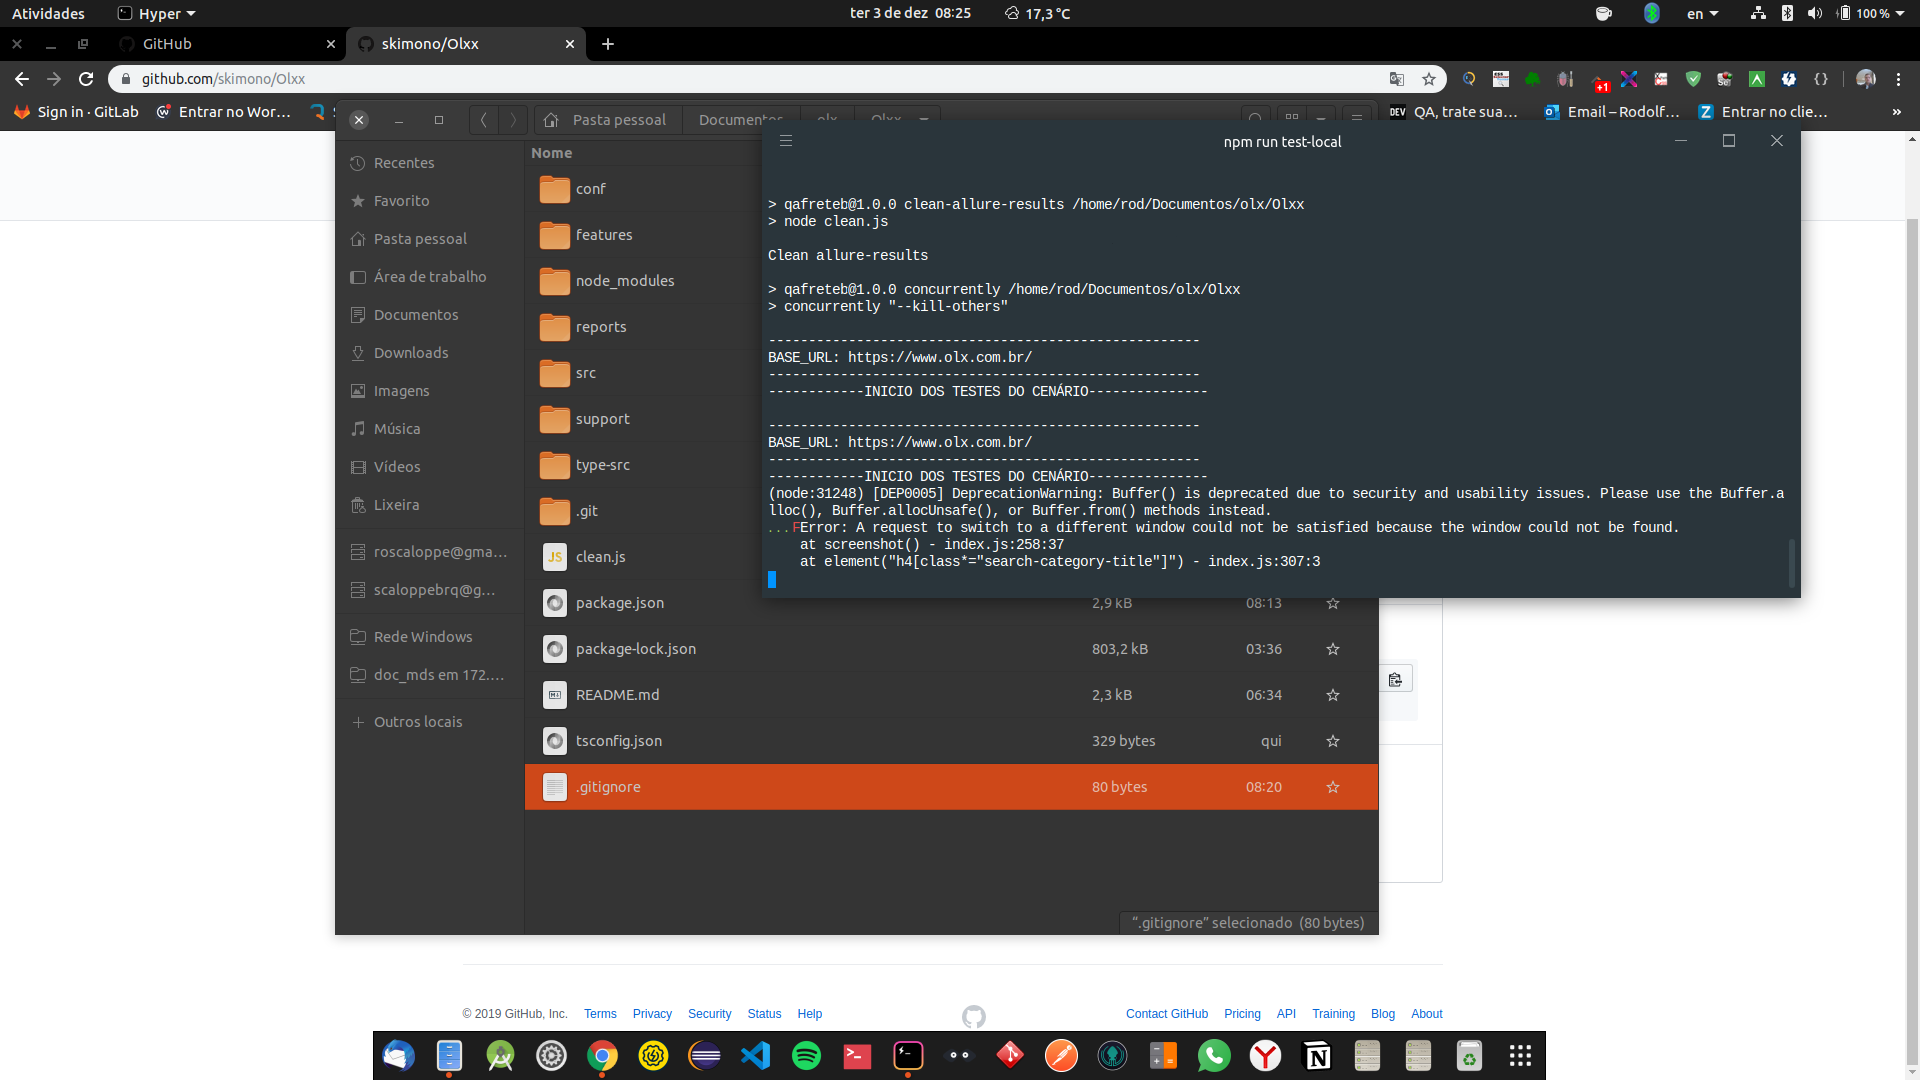 Atividades
Hyper
ter 3 de dez 08:25
17,3 °C
en
100 %
GitHub
skimono/Olxx
github.com/skimono/Olxx
+1
Sign in · GitLab
Entrar no Wor…
DEV QA, trate sua…
Email – Rodolf…
Entrar no clie…
»
Pasta pessoal
Documentos
olx
Olxx
npm run test-local
Recentes
Favorito
Pasta pessoal
Área de trabalho
Documentos
Downloads
Imagens
Música
Vídeos
Lixeira
roscaloppe@gma…
scaloppebrq@g…
Rede Windows
doc_mds em 172.…
Outros locais
Nome
conf
features
node_modules
reports
src
support
type-src
.git
clean.js
package.json 2,9 kB 08:13
package-lock.json 803,2 kB 03:36
README.md 2,3 kB 06:34
tsconfig.json 329 bytes qui
.gitignore 80 bytes 08:20
“.gitignore” selecionado (80 bytes)
> qafreteb@1.0.0 clean-allure-results /home/rod/Documentos/olx/Olxx
> node clean.js
Clean allure-results
> qafreteb@1.0.0 concurrently /home/rod/Documentos/olx/Olxx
> concurrently "--kill-others"
------------------------------------------------------
BASE_URL: https://www.olx.com.br/
------------------------------------------------------
------------INICIO DOS TESTES DO CENÁRIO---------------
------------------------------------------------------
BASE_URL: https://www.olx.com.br/
------------------------------------------------------
------------INICIO DOS TESTES DO CENÁRIO---------------
(node:31248) [DEP0005] DeprecationWarning: Buffer() is deprecated due to security and usability issues. Please use the Buffer.a
lloc(), Buffer.allocUnsafe(), or Buffer.from() methods instead.
...FError: A request to switch to a different window could not be satisfied because the window could not be found.
at screenshot() - index.js:258:37
at element("h4[class*="search-category-title"]") - index.js:307:3
© 2019 GitHub, Inc. Terms Privacy Security Status Help
Contact GitHub Pricing API Training Blog About